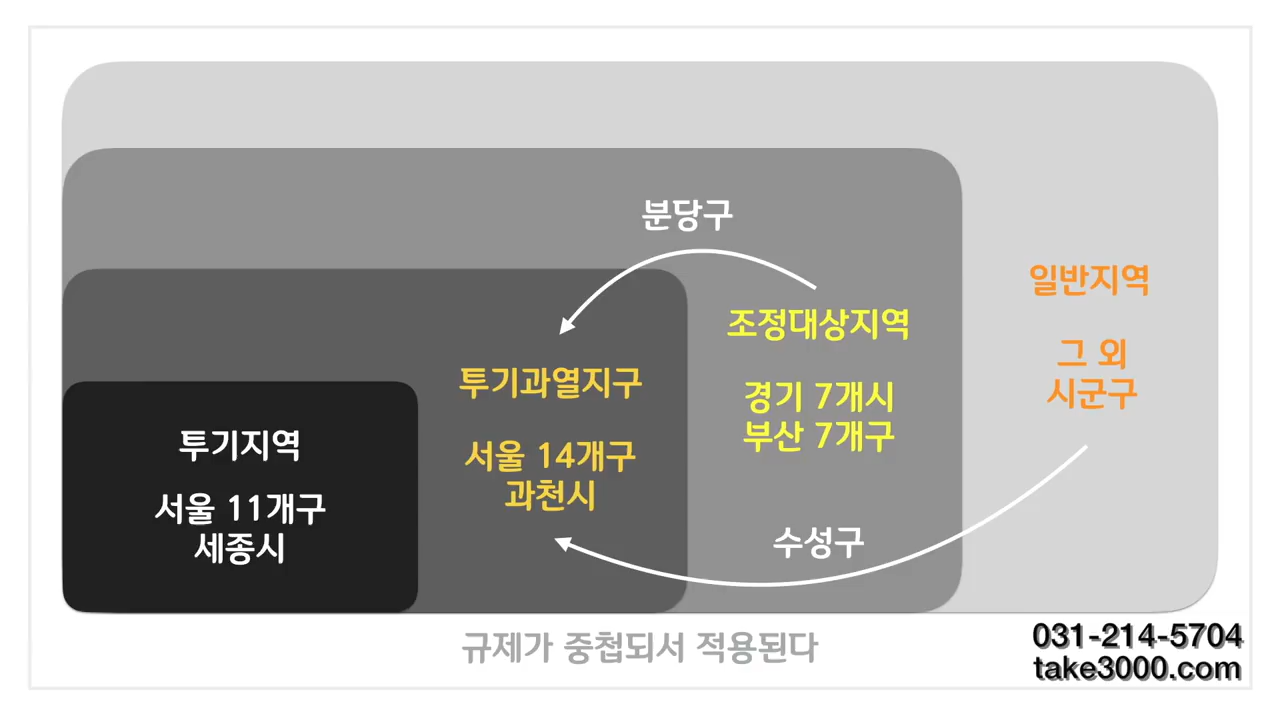 분당구
일반지역
그 외
시군구
조정대상지역
경기 7개시
부산 7개구
투기과열지구
서울 14개구
과천시
투기지역
서울 11개구
세종시
수성구
규제가 중첩되서 적용된다
031-214-5704
take3000.com